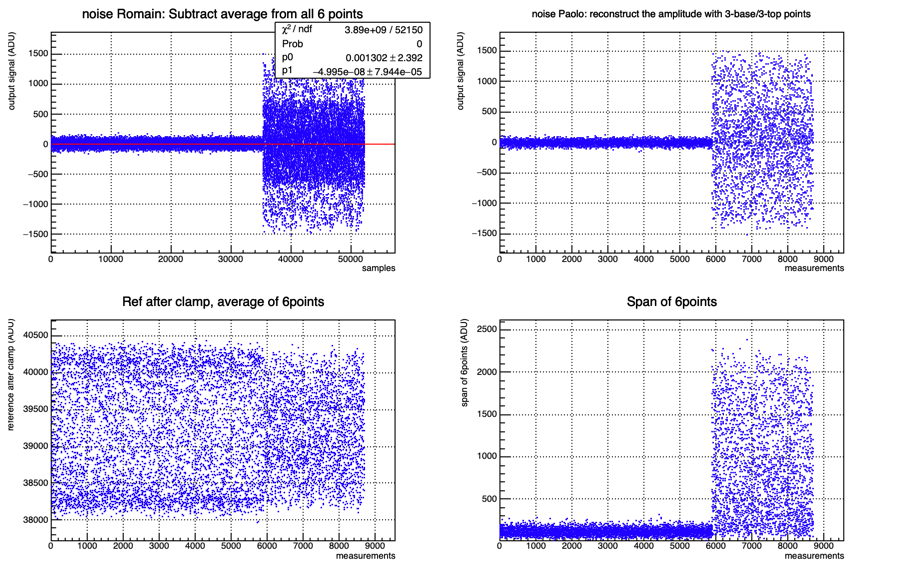 noise Romain: Subtract average from all 6 points
χ² / ndf 3.89e+09 / 52150
Prob 0
p0 0.001302 ± 2.392
p1 −4.995e−08 ± 7.944e−05
output signal (ADU)
1500
1000
500
0
−500
−1000
−1500
0 10000 20000 30000 40000 50000
samples
noise Paolo: reconstruct the amplitude with 3-base/3-top points
output signal (ADU)
1500
1000
500
0
−500
−1000
−1500
0 1000 2000 3000 4000 5000 6000 7000 8000 9000
measurements
Ref after clamp, average of 6points
reference after clamp (ADU)
40500
40000
39500
39000
38500
38000
0 1000 2000 3000 4000 5000 6000 7000 8000 9000
measurements
Span of 6points
span of 6points (ADU)
2500
2000
1500
1000
500
0 1000 2000 3000 4000 5000 6000 7000 8000 9000
measurements